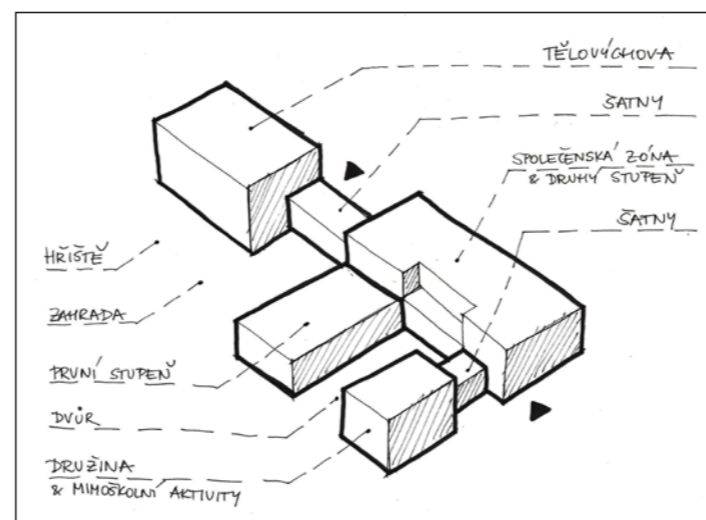 TĚLOVÝCHOVA
ŠATNY
SPOLEČENSKÁ ZÓNA
& DRUHÝ STUPEŇ
ŠATNY
HŘIŠTĚ
ZAHRADA
PRVNÍ STUPEŇ
DVŮR
DRUŽINA
& MIMOŠKOLNÍ AKTIVITY